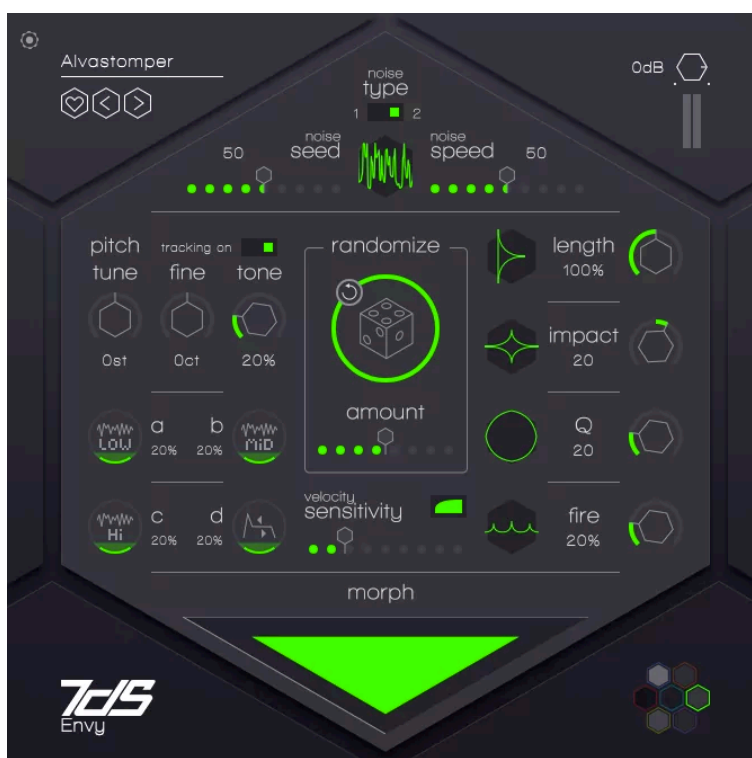 Alvastomper
0dB
noise
type
1 2
noise
seed
50
noise
speed
50
pitch
tracking on
tune fine tone
0st 0ct 20%
LOW
a b
20% 20%
MiD
Hi
c d
20% 20%
randomize
amount
velocity
sensitivity
length
100%
impact
20
Q
20
fire
20%
morph
7dS
Envy